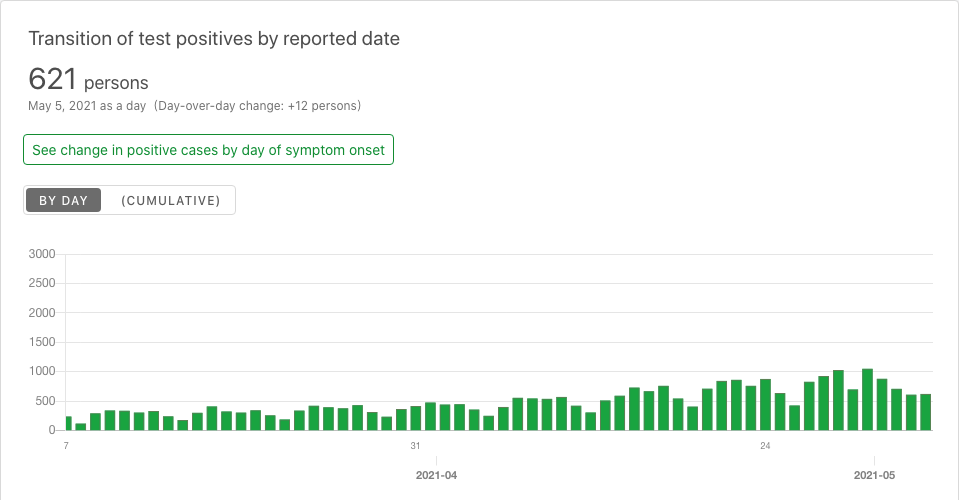 Transition of test positives by reported date
621 persons
May 5, 2021 as a day (Day-over-day change: +12 persons)
See change in positive cases by day of symptom onset
BY DAY (CUMULATIVE)
3000
2500
2000
1500
1000
500
0
7 31 24
2021-04 2021-05